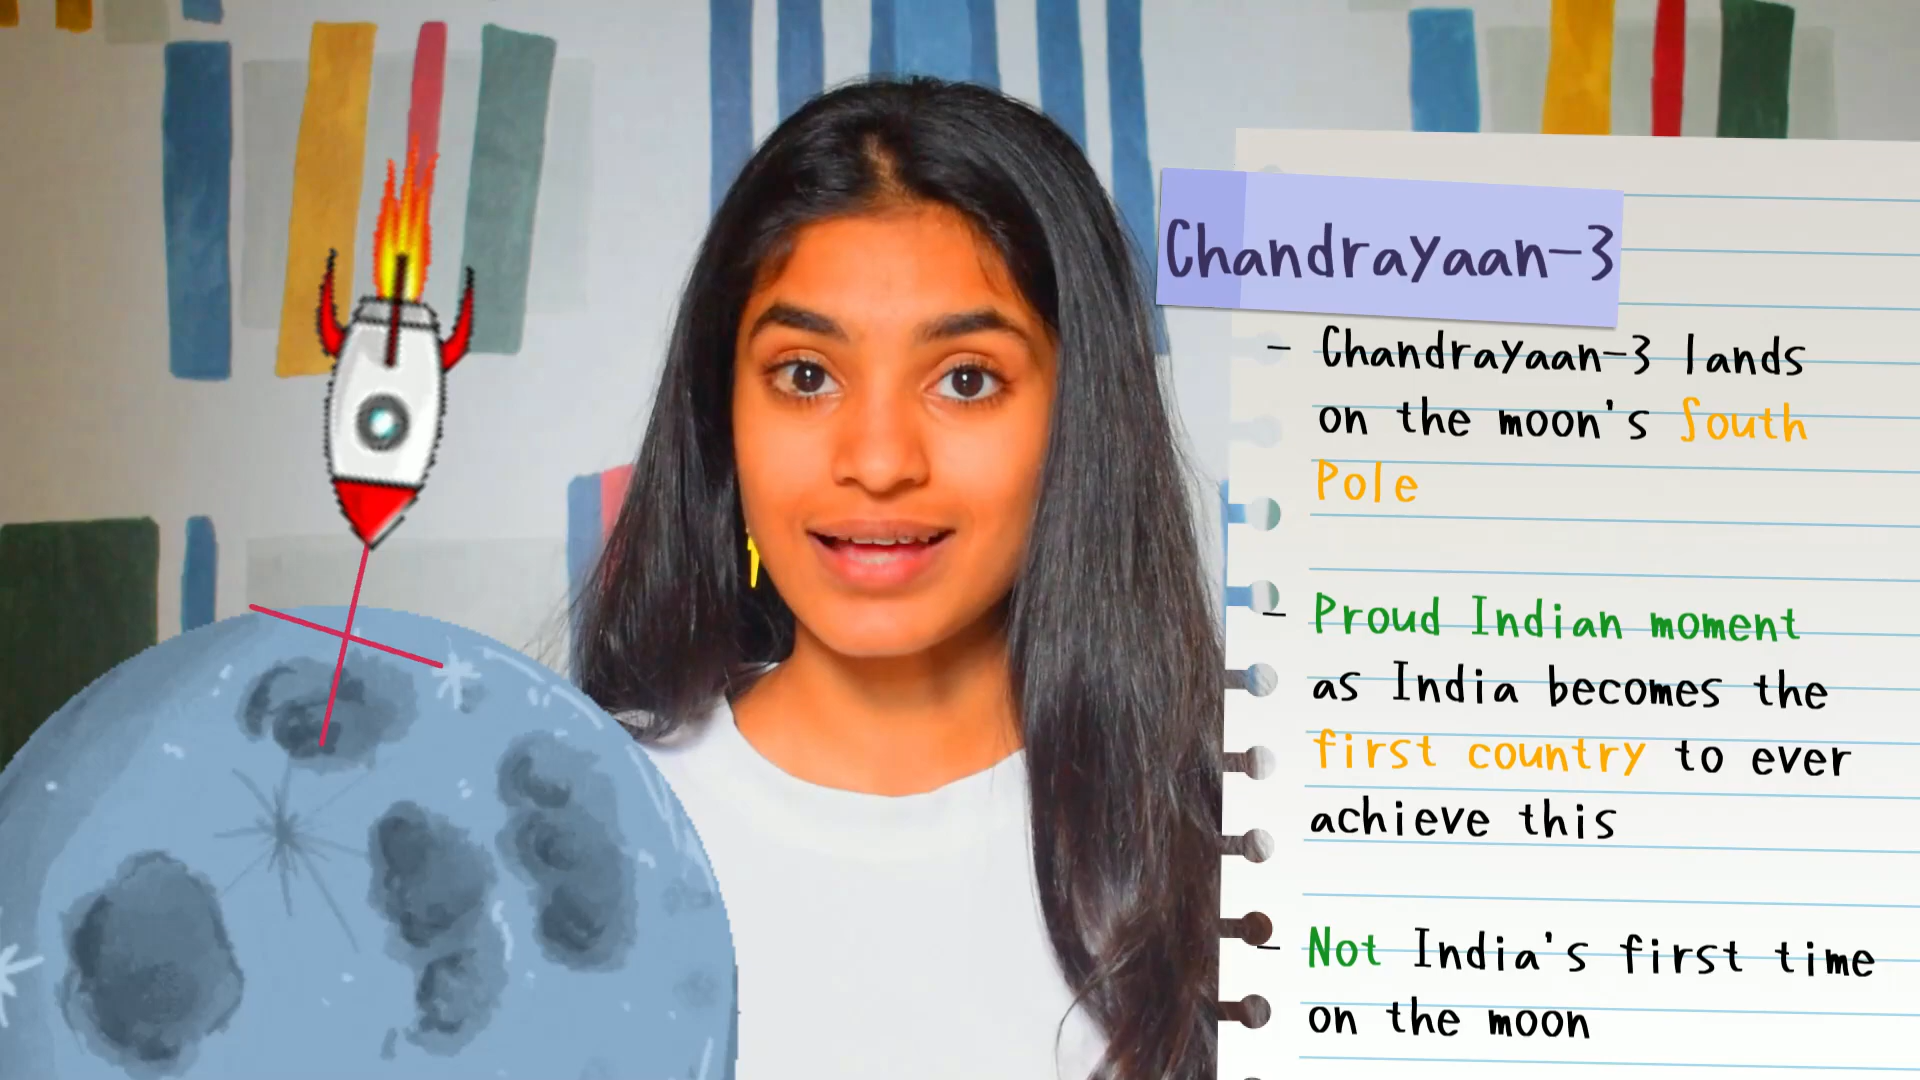 Chandrayaan-3
- Chandrayaan-3 lands
on the moon's South
Pole
- Proud Indian moment
as India becomes the
first country to ever
achieve this
- Not India's first time
on the moon